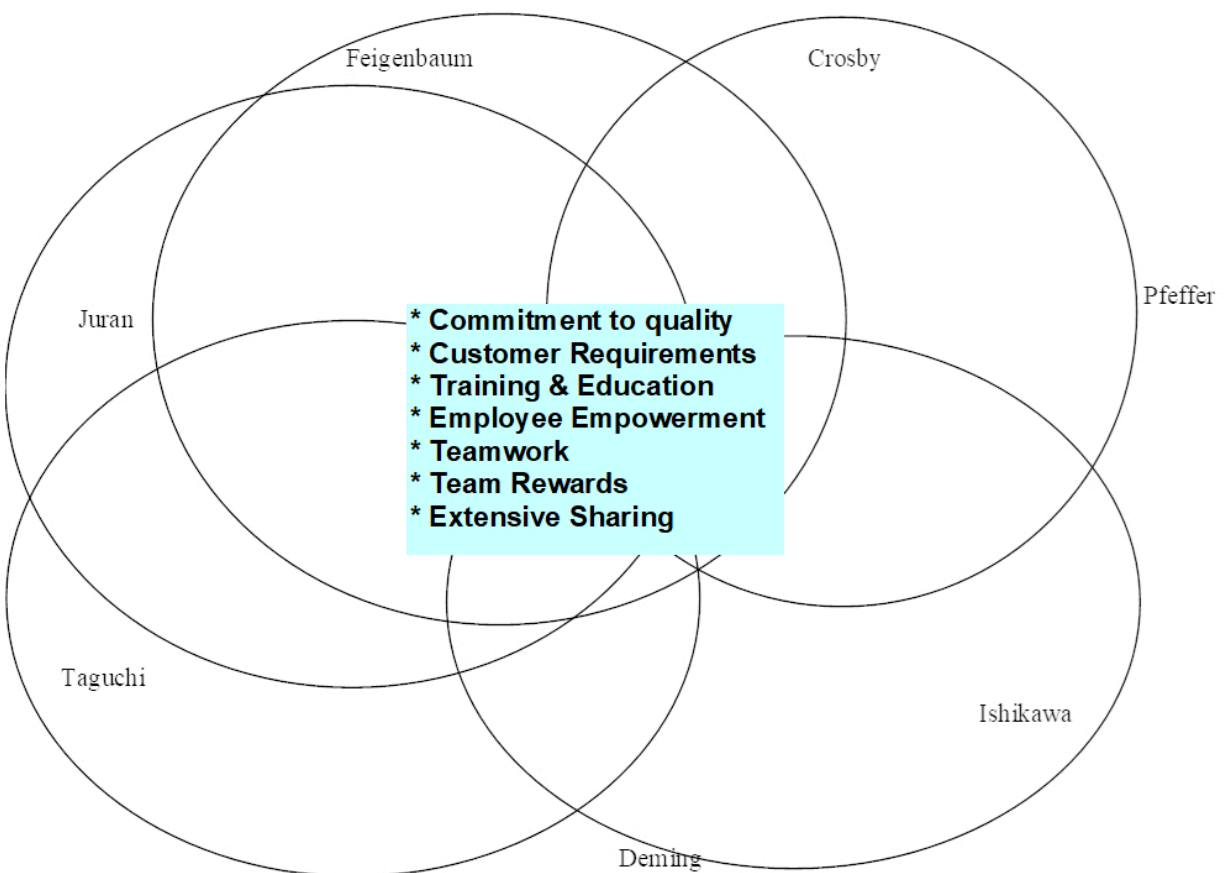 Feigenbaum
Crosby
Pfeffer
Juran
* Commitment to quality
* Customer Requirements
* Training & Education
* Employee Empowerment
* Teamwork
* Team Rewards
* Extensive Sharing
Taguchi
Ishikawa
Deming